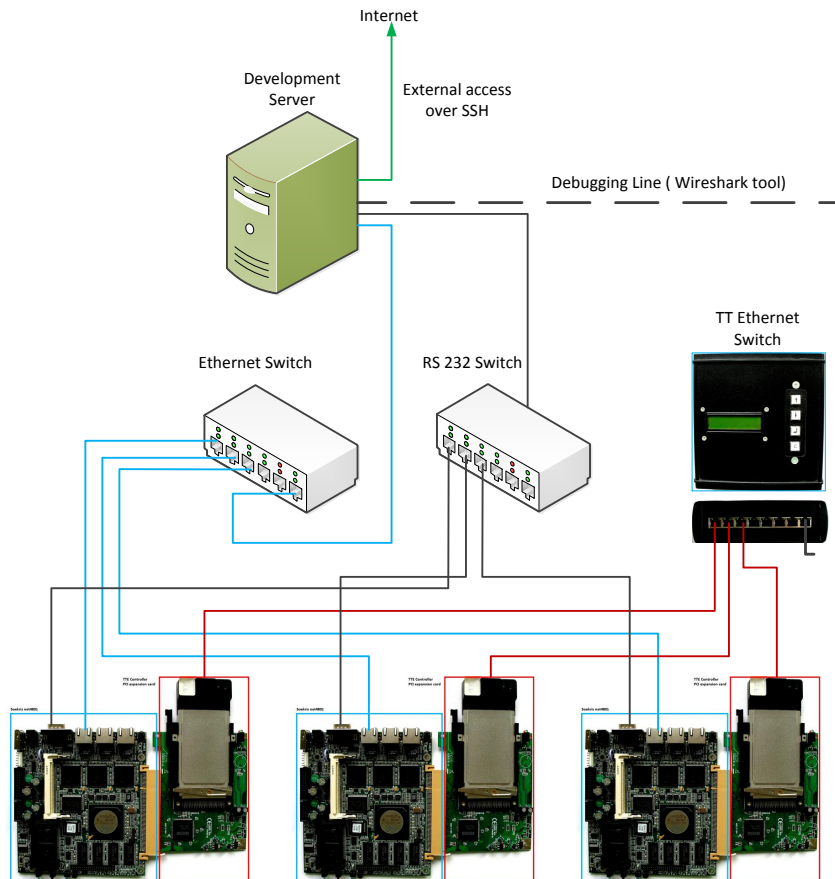 Internet
Development
Server
External access
over SSH
Debugging Line ( Wireshark tool)
TT Ethernet
Switch
Ethernet Switch
RS 232 Switch
TTE Controller
PCI expansion card
TTE Controller
PCI expansion card
TTE Controller
PCI expansion card